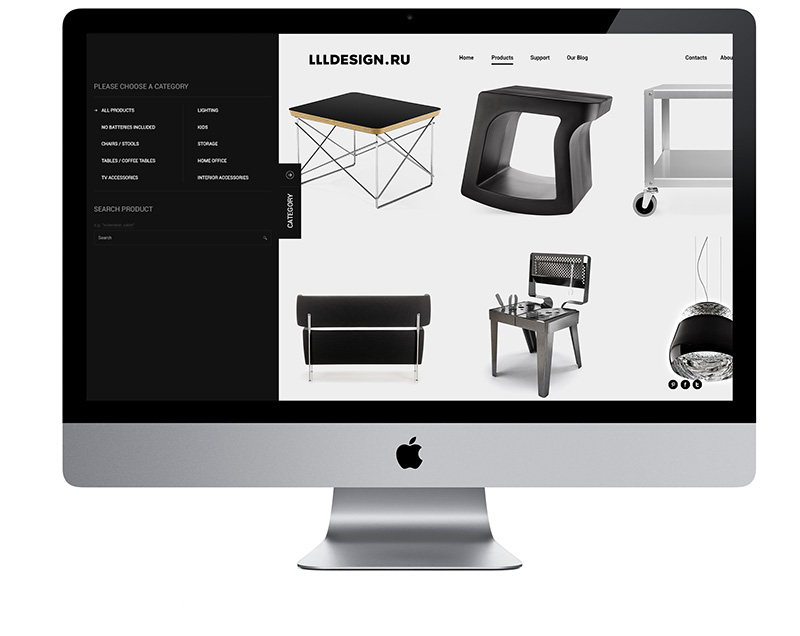 LLLDESIGN.RU
Home Products Support Our Blog Contacts Abou
PLEASE CHOOSE A CATEGORY
ALL PRODUCTS LIGHTING
NO BATTERIES INCLUDED KIDS
CHAIRS / STOOLS STORAGE
TABLES / COFFEE TABLES HOME OFFICE
TV ACCESSORIES INTERIOR ACCESSORIES
CATEGORY
SEARCH PRODUCT
Search